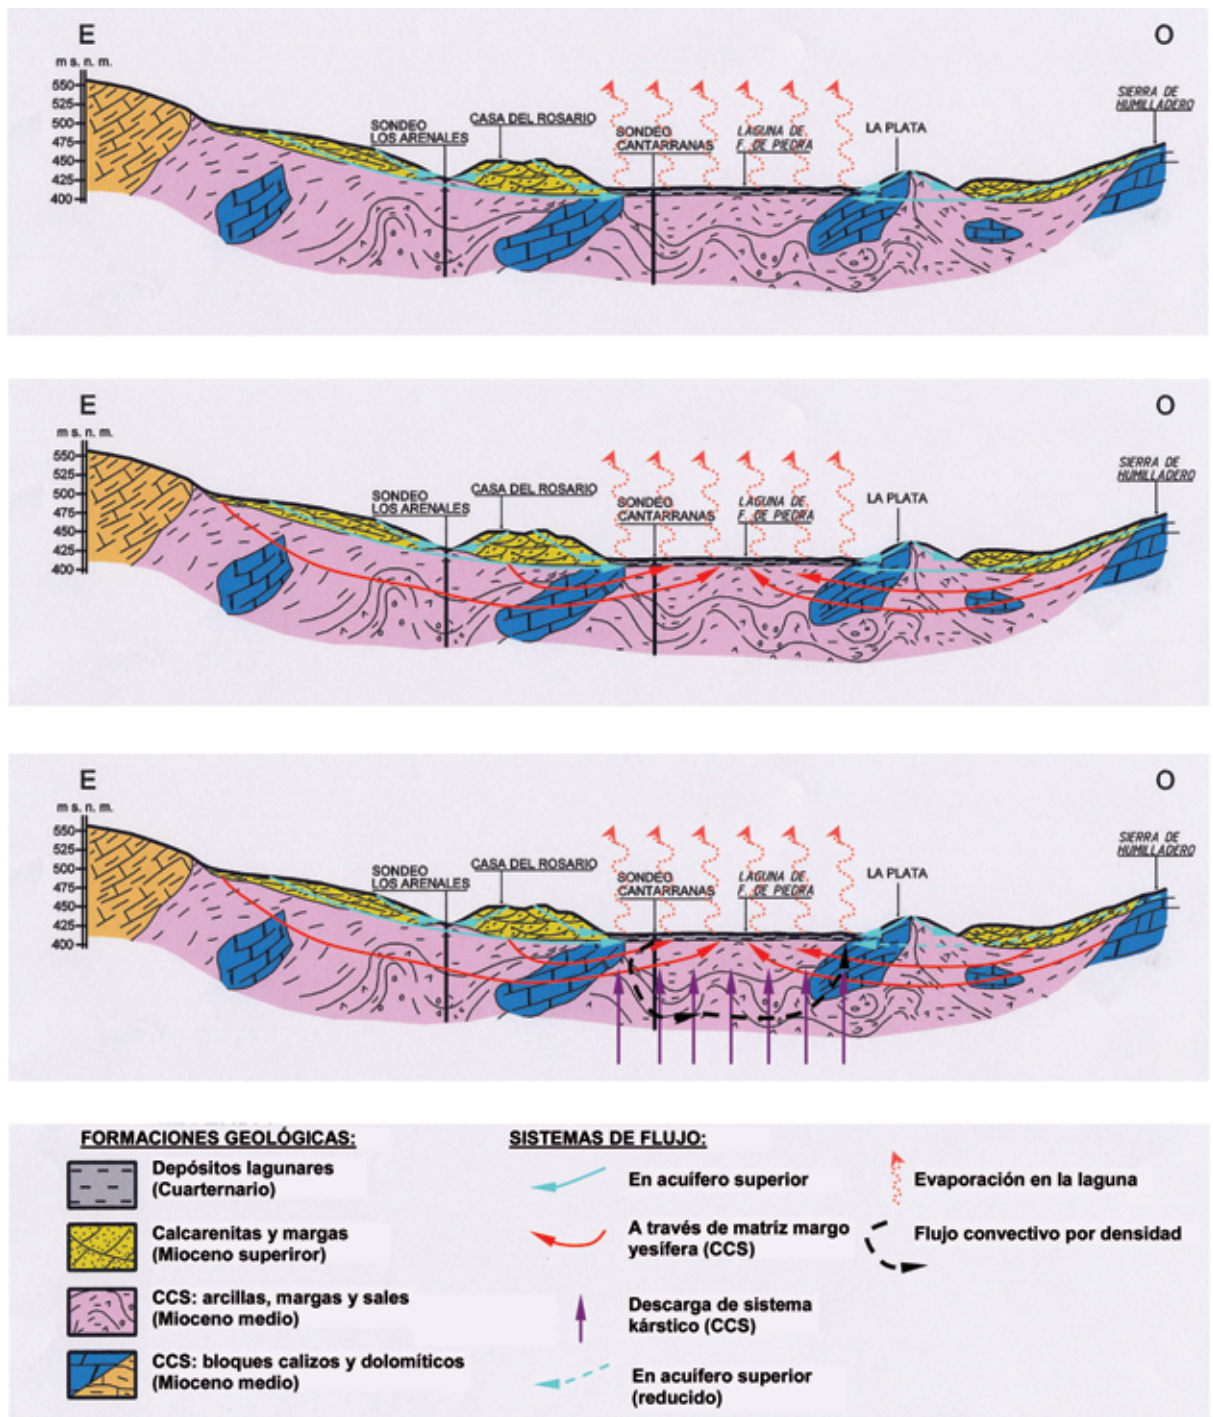 E
O
m s. n. m.
550
525
500
475
450
425
400
SONDEO
LOS ARENALES
CASA DEL ROSARIO
SONDEO
CANTARRANAS
LAGUNA DE
F. DE PIEDRA
LA PLATA
SIERRA DE
HUMILLADERO
E
O
m s. n. m.
550
525
500
475
450
425
400
SONDEO
LOS ARENALES
CASA DEL ROSARIO
SONDEO
CANTARRANAS
LAGUNA DE
F. DE PIEDRA
LA PLATA
SIERRA DE
HUMILLADERO
E
O
m s. n. m.
550
525
500
475
450
425
400
SONDEO
LOS ARENALES
CASA DEL ROSARIO
SONDEO
CANTARRANAS
LAGUNA DE
F. DE PIEDRA
LA PLATA
SIERRA DE
HUMILLADERO
FORMACIONES GEOLÓGICAS:
Depósitos lagunares
(Cuarternario)
Calcarenitas y margas
(Mioceno superiror)
CCS: arcillas, margas y sales
(Mioceno medio)
CCS: bloques calizos y dolomíticos
(Mioceno medio)
SISTEMAS DE FLUJO:
En acuífero superior
A través de matríz margo
yesífera (CCS)
Descarga de sistema
kárstico (CCS)
En acuífero superior
(reducido)
Evaporación en la laguna
Flujo convectivo por densidad